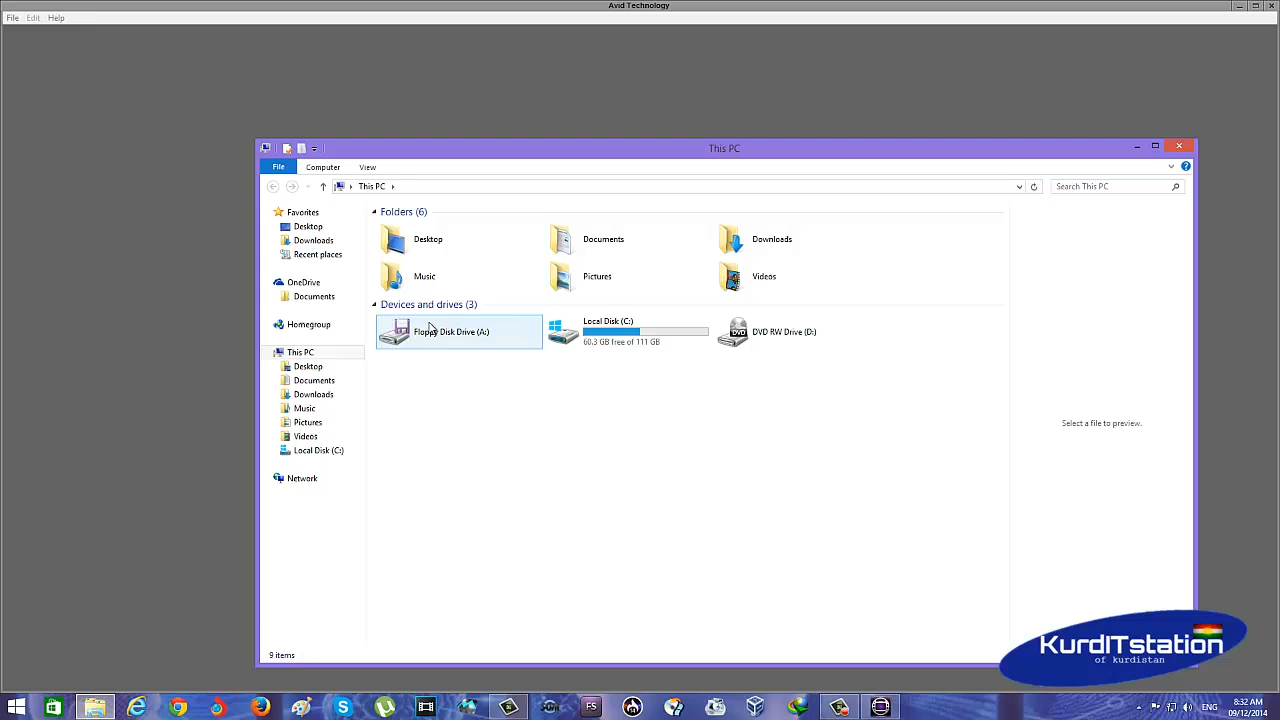 Avid Technology
File Edit Help
This PC
File Computer View
This PC
Search This PC
Favorites
Desktop
Downloads
Recent places
OneDrive
Documents
Homegroup
This PC
Desktop
Documents
Downloads
Music
Pictures
Videos
Local Disk (C:)
Network
Folders (6)
Desktop
Documents
Downloads
Music
Pictures
Videos
Devices and drives (3)
Floppy Disk Drive (A:)
Local Disk (C:)
60.3 GB free of 111 GB
DVD
DVD RW Drive (D:)
Select a file to preview.
9 items
KurdITstation
of kurdistan
FS
ENG
8:32 AM
09/12/2014